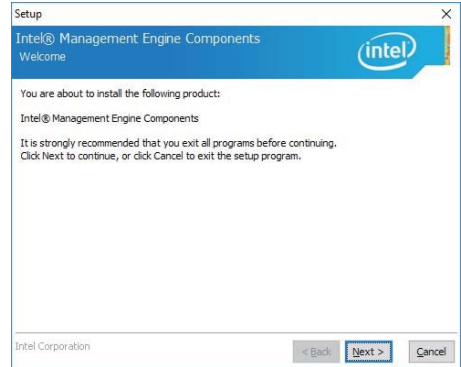 Setup
Intel® Management Engine Components
Welcome
intel
You are about to install the following product:
Intel® Management Engine Components
It is strongly recommended that you exit all programs before continuing.
Click Next to continue, or click Cancel to exit the setup program.
Intel Corporation
< Back Next > Cancel